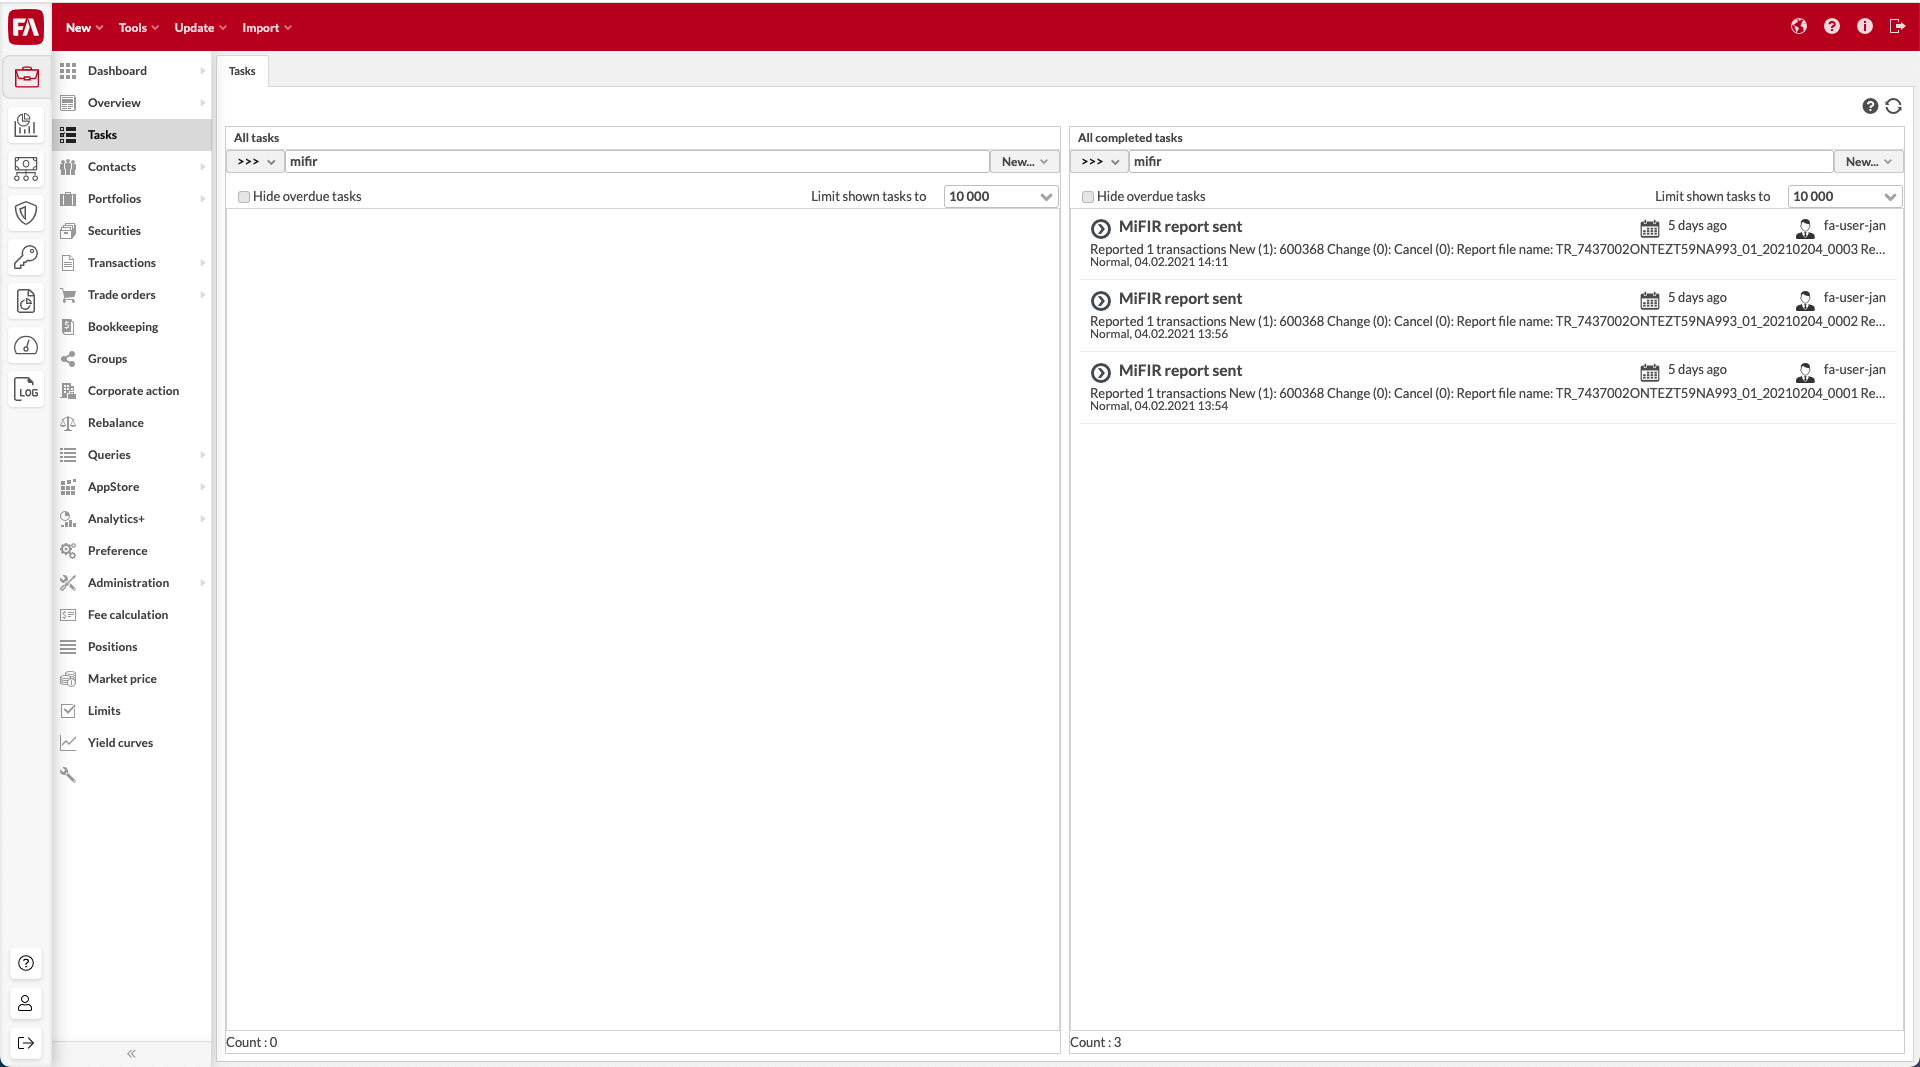 FA
New
Tools
Update
Import
LOG
Dashboard
Overview
Tasks
Contacts
Portfolios
Securities
Transactions
Trade orders
Bookkeeping
Groups
Corporate action
Rebalance
Queries
AppStore
Analytics+
Preference
Administration
Fee calculation
Positions
Market price
Limits
Yield curves
Tasks
All tasks
>>> mifir New...
Hide overdue tasks Limit shown tasks to 10 000
Count : 0
All completed tasks
>>> mifir New...
Hide overdue tasks Limit shown tasks to 10 000
MiFIR report sent 5 days ago fa-user-jan
Reported 1 transactions New (1): 600368 Change (0): Cancel (0): Report file name: TR_7437002ONTEZT59NA993_01_20210204_0003 Re...
Normal, 04.02.2021 14:11
MiFIR report sent 5 days ago fa-user-jan
Reported 1 transactions New (1): 600368 Change (0): Cancel (0): Report file name: TR_7437002ONTEZT59NA993_01_20210204_0002 Re...
Normal, 04.02.2021 13:56
MiFIR report sent 5 days ago fa-user-jan
Reported 1 transactions New (1): 600368 Change (0): Cancel (0): Report file name: TR_7437002ONTEZT59NA993_01_20210204_0001 Re...
Normal, 04.02.2021 13:54
Count : 3